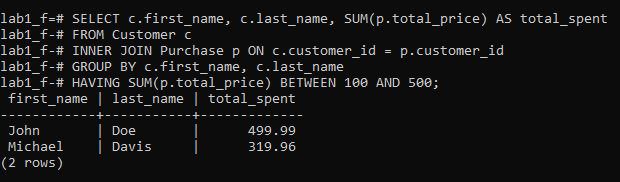 lab1_f=# SELECT c.first_name, c.last_name, SUM(p.total_price) AS total_spent
lab1_f-# FROM Customer c
lab1_f-# INNER JOIN Purchase p ON c.customer_id = p.customer_id
lab1_f-# GROUP BY c.first_name, c.last_name
lab1_f-# HAVING SUM(p.total_price) BETWEEN 100 AND 500;
 first_name | last_name | total_spent
------------+-----------+-------------
 John       | Doe       |      499.99
 Michael    | Davis     |      319.96
(2 rows)